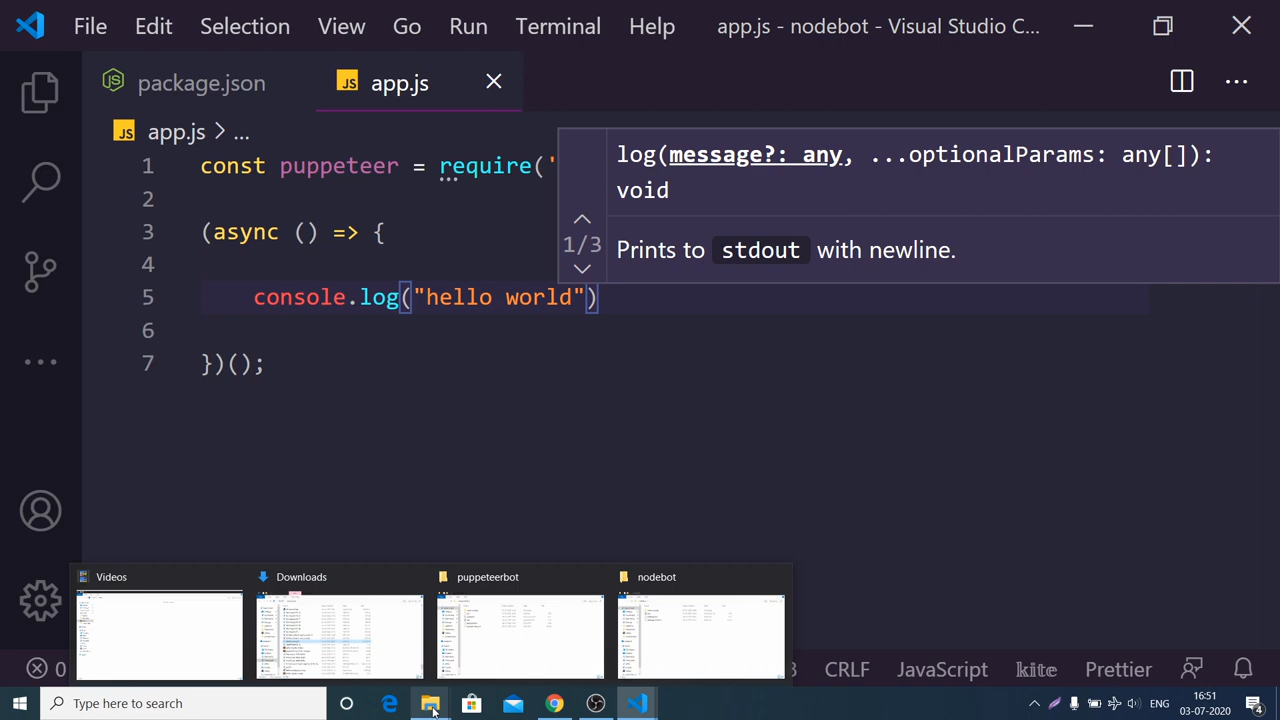 File Edit Selection View Go Run Terminal Help app.js - nodebot - Visual Studio C...
package.json app.js
JS app.js > ...
1 const puppeteer = require('
2
3 (async () => {
4
5 console.log("hello world")
6
7 })();
log(message?: any, ...optionalParams: any[]):
void
1/3
Prints to stdout with newline.
Videos Downloads puppeteerbot nodebot
0 CRLF JavaScript kite Prettier
Type here to search
ENG
16:51
03-07-2020
4